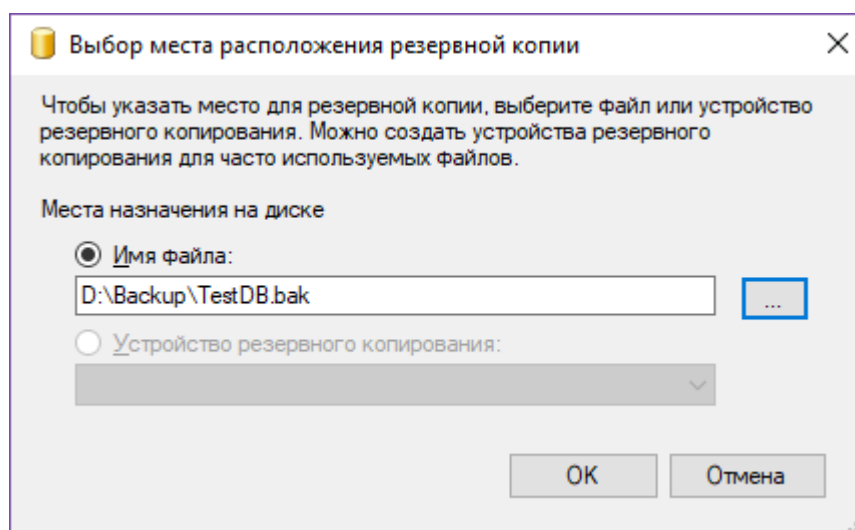 Выбор места расположения резервной копии
Чтобы указать место для резервной копии, выберите файл или устройство
резервного копирования. Можно создать устройства резервного
копирования для часто используемых файлов.
Места назначения на диске
Имя файла:
D:\Backup\TestDB.bak
...
Устройство резервного копирования:
OK
Отмена